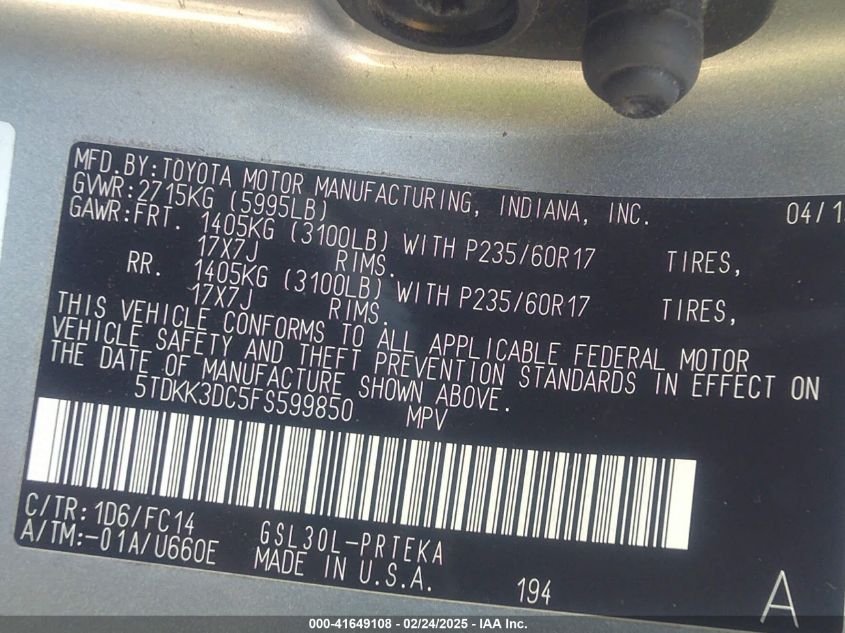 MFD.BY:TOYOTA MOTOR MANUFACTURING, INDIANA, INC. 04/1
GVWR:2715KG (5995LB)
GAWR:FRT. 1405KG (3100LB) WITH P235/60R17 TIRES,
17X7J RIMS.
RR. 1405KG (3100LB) WITH P235/60R17 TIRES,
17X7J RIMS.
THIS VEHICLE CONFORMS TO ALL APPLICABLE FEDERAL MOTOR
VEHICLE SAFETY AND THEFT PREVENTION STANDARDS IN EFFECT ON
THE DATE OF MANUFACTURE SHOWN ABOVE.
5TDKK3DC5FS599850 MPV
C/TR:1D6/FC14 GSL30L-PRTEKA
A/TM:-01A/U660E MADE IN U.S.A. 194 A
000-41649108 - 02/24/2025 - IAA Inc.